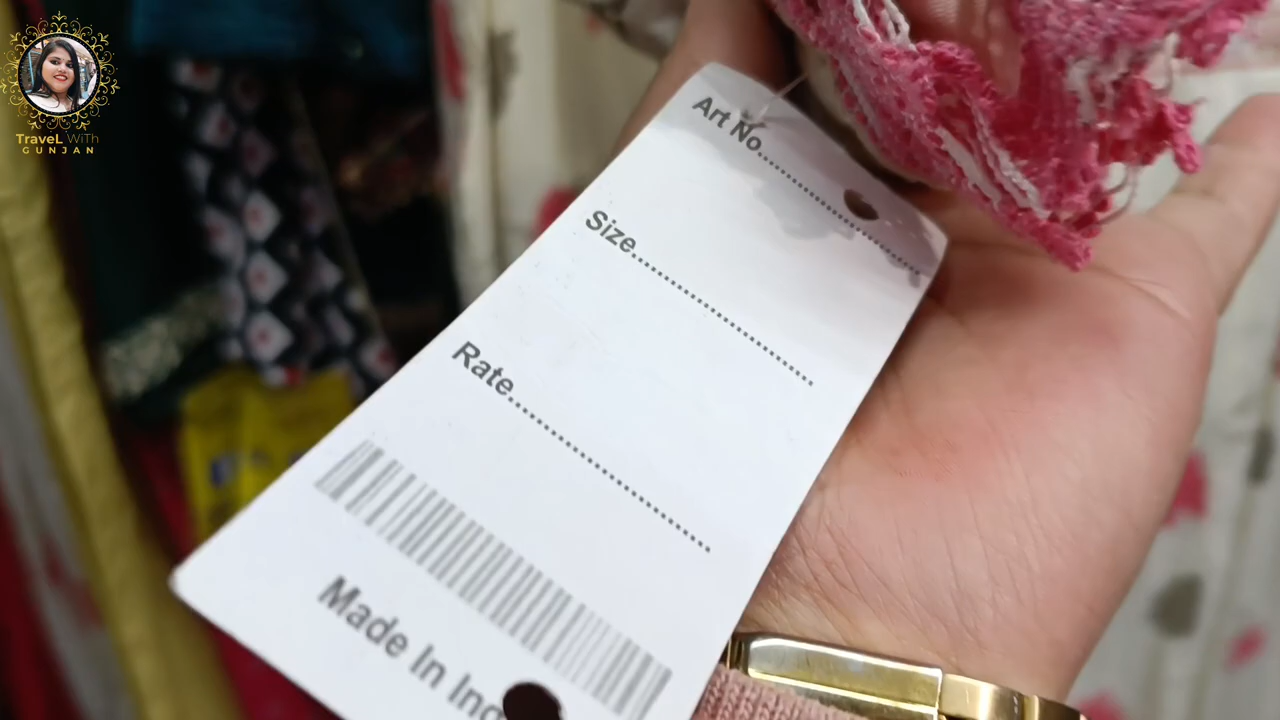 TraveL WiTh
GUNJAN
Art No....................
Size....................
Rate....................
Made In Ind